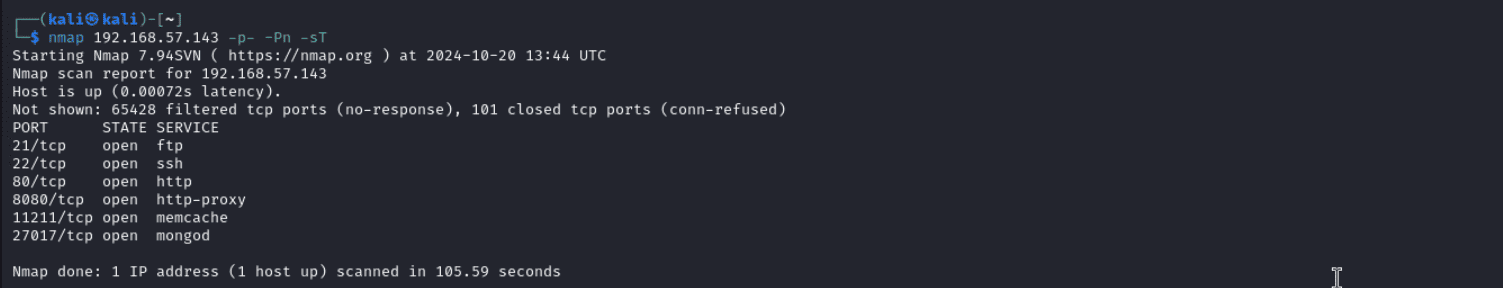 ┌──(kali㉿kali)-[~]
└─$ nmap 192.168.57.143 -p- -Pn -sT
Starting Nmap 7.94SVN ( https://nmap.org ) at 2024-10-20 13:44 UTC
Nmap scan report for 192.168.57.143
Host is up (0.00072s latency).
Not shown: 65428 filtered tcp ports (no-response), 101 closed tcp ports (conn-refused)
PORT      STATE SERVICE
21/tcp    open  ftp
22/tcp    open  ssh
80/tcp    open  http
8080/tcp  open  http-proxy
11211/tcp open  memcache
27017/tcp open  mongod
Nmap done: 1 IP address (1 host up) scanned in 105.59 seconds